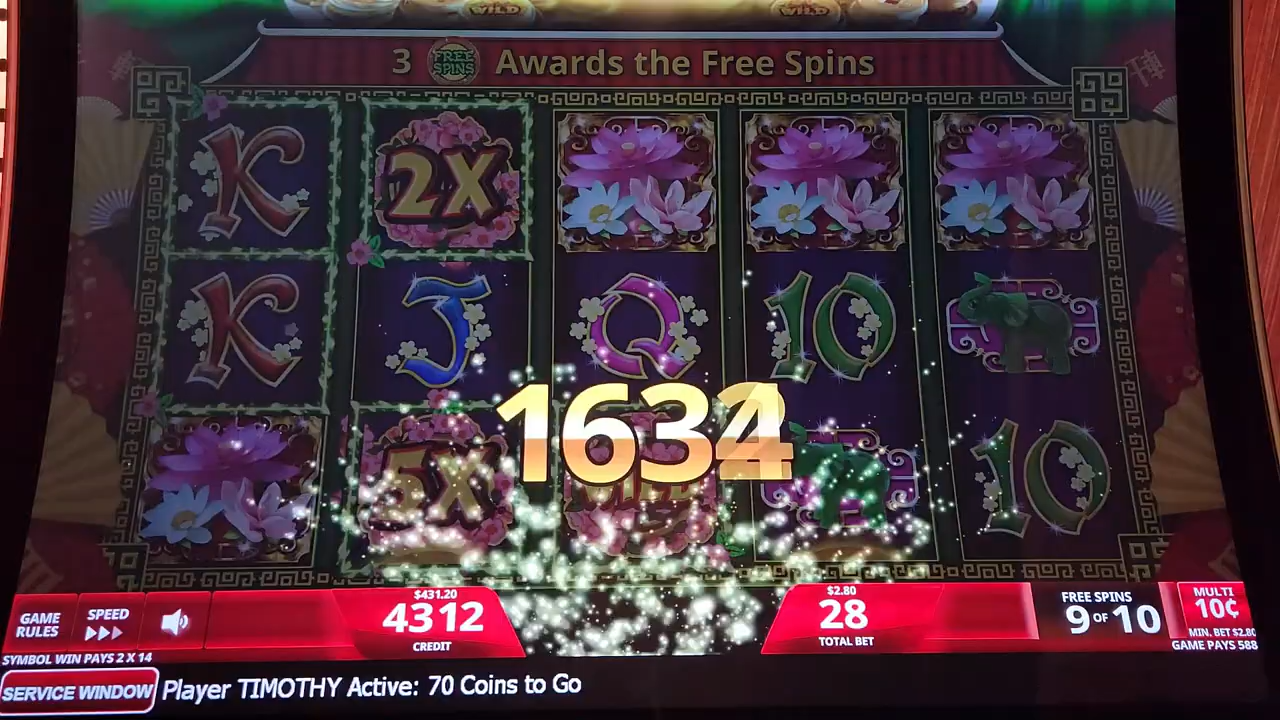 WILD WILD
3 FREE SPINS Awards the Free Spins
K 2X
K J Q 10
5X 10
GAME RULES SPEED $431.20 4312 CREDIT $2.80 28 TOTAL BET FREE SPINS 9 OF 10 MULTI 10¢ MIN. BET $2.80
SYMBOL WIN PAYS 2 X 14 GAME PAYS 588
SERVICE WINDOW Player TIMOTHY Active: 70 Coins to Go